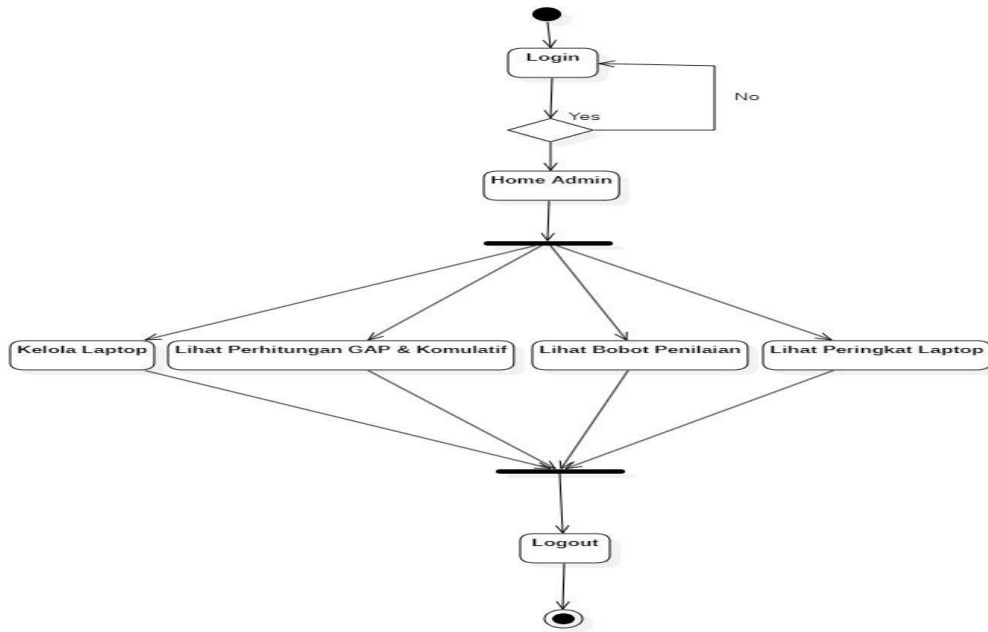 Login
No
Yes
Home Admin
Kelola Laptop
Lihat Perhitungan GAP & Komulatif
Lihat Bobot Penilaian
Lihat Peringkat Laptop
Logout